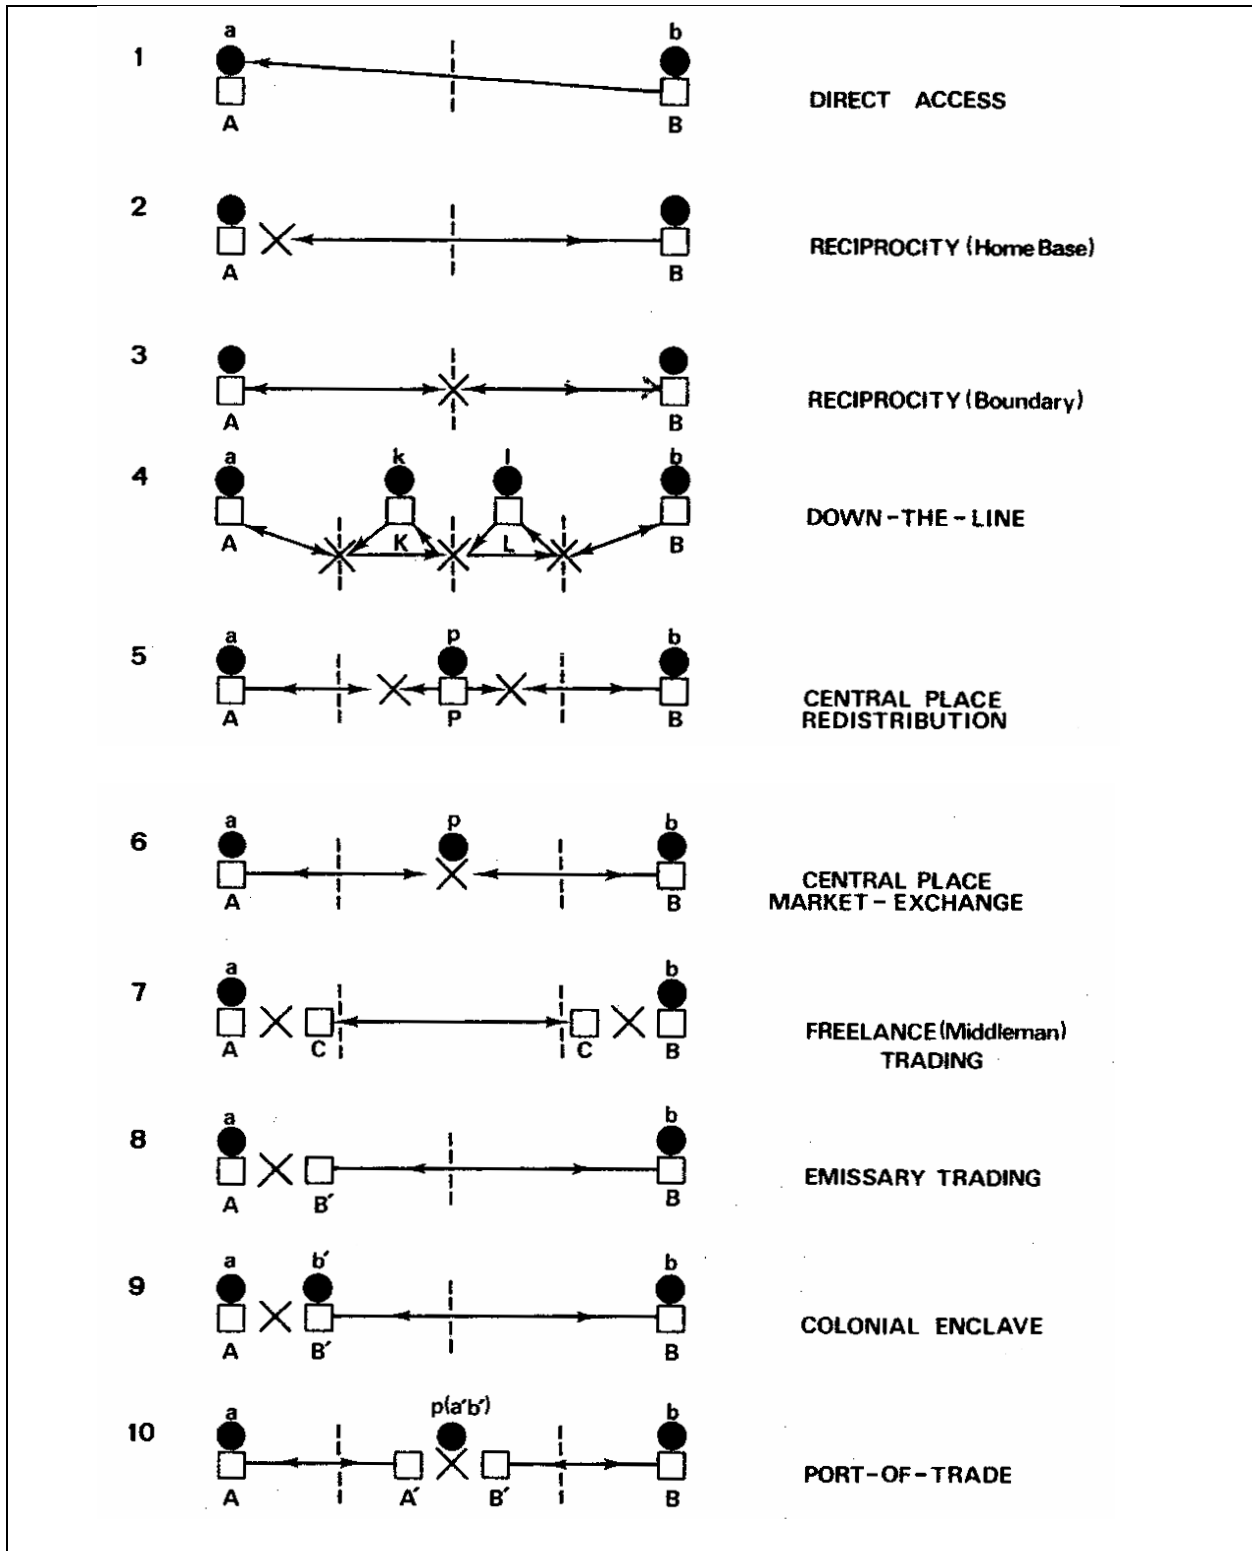 a b
1
DIRECT ACCESS
A B
2
RECIPROCITY (Home Base)
A B
3
RECIPROCITY (Boundary)
A B
a k l b
4
DOWN-THE-LINE
A K L B
a p b
5
CENTRAL PLACE
REDISTRIBUTION
A P B
a p b
6
CENTRAL PLACE
MARKET-EXCHANGE
A B
a b
7
FREELANCE (Middleman)
TRADING
A C C B
a b
8
EMISSARY TRADING
A B′ B
a b′ b
9
COLONIAL ENCLAVE
A B′ B
a p(a′b′) b
10
PORT-OF-TRADE
A A′ B′ B